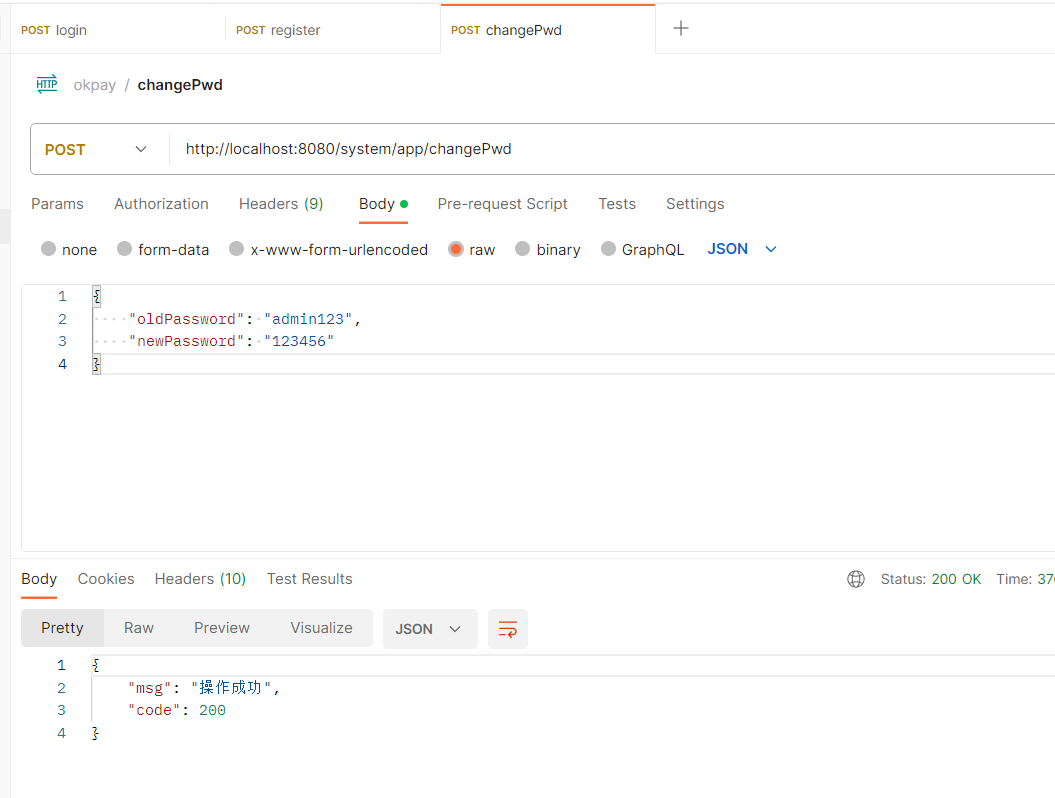 POST login POST register POST changePwd
HTTP okpay / changePwd
POST http://localhost:8080/system/app/changePwd
Params Authorization Headers (9) Body Pre-request Script Tests Settings
none form-data x-www-form-urlencoded raw binary GraphQL JSON
1 {
2 "oldPassword": "admin123",
3 "newPassword": "123456"
4 }
Body Cookies Headers (10) Test Results Status: 200 OK Time:
Pretty Raw Preview Visualize JSON
1 {
2 "msg": "操作成功",
3 "code": 200
4 }